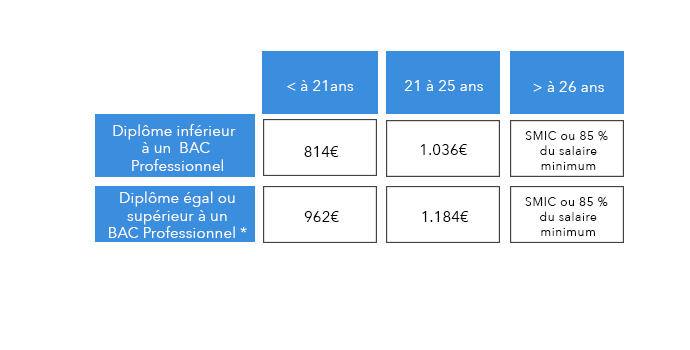 < à 21ans
21 à 25 ans
> à 26 ans
Diplôme inférieur
à un BAC
Professionnel
814€
1.036€
SMIC ou 85 %
du salaire
minimum
Diplôme égal ou
supérieur à un
BAC Professionnel *
962€
1.184€
SMIC ou 85 %
du salaire
minimum